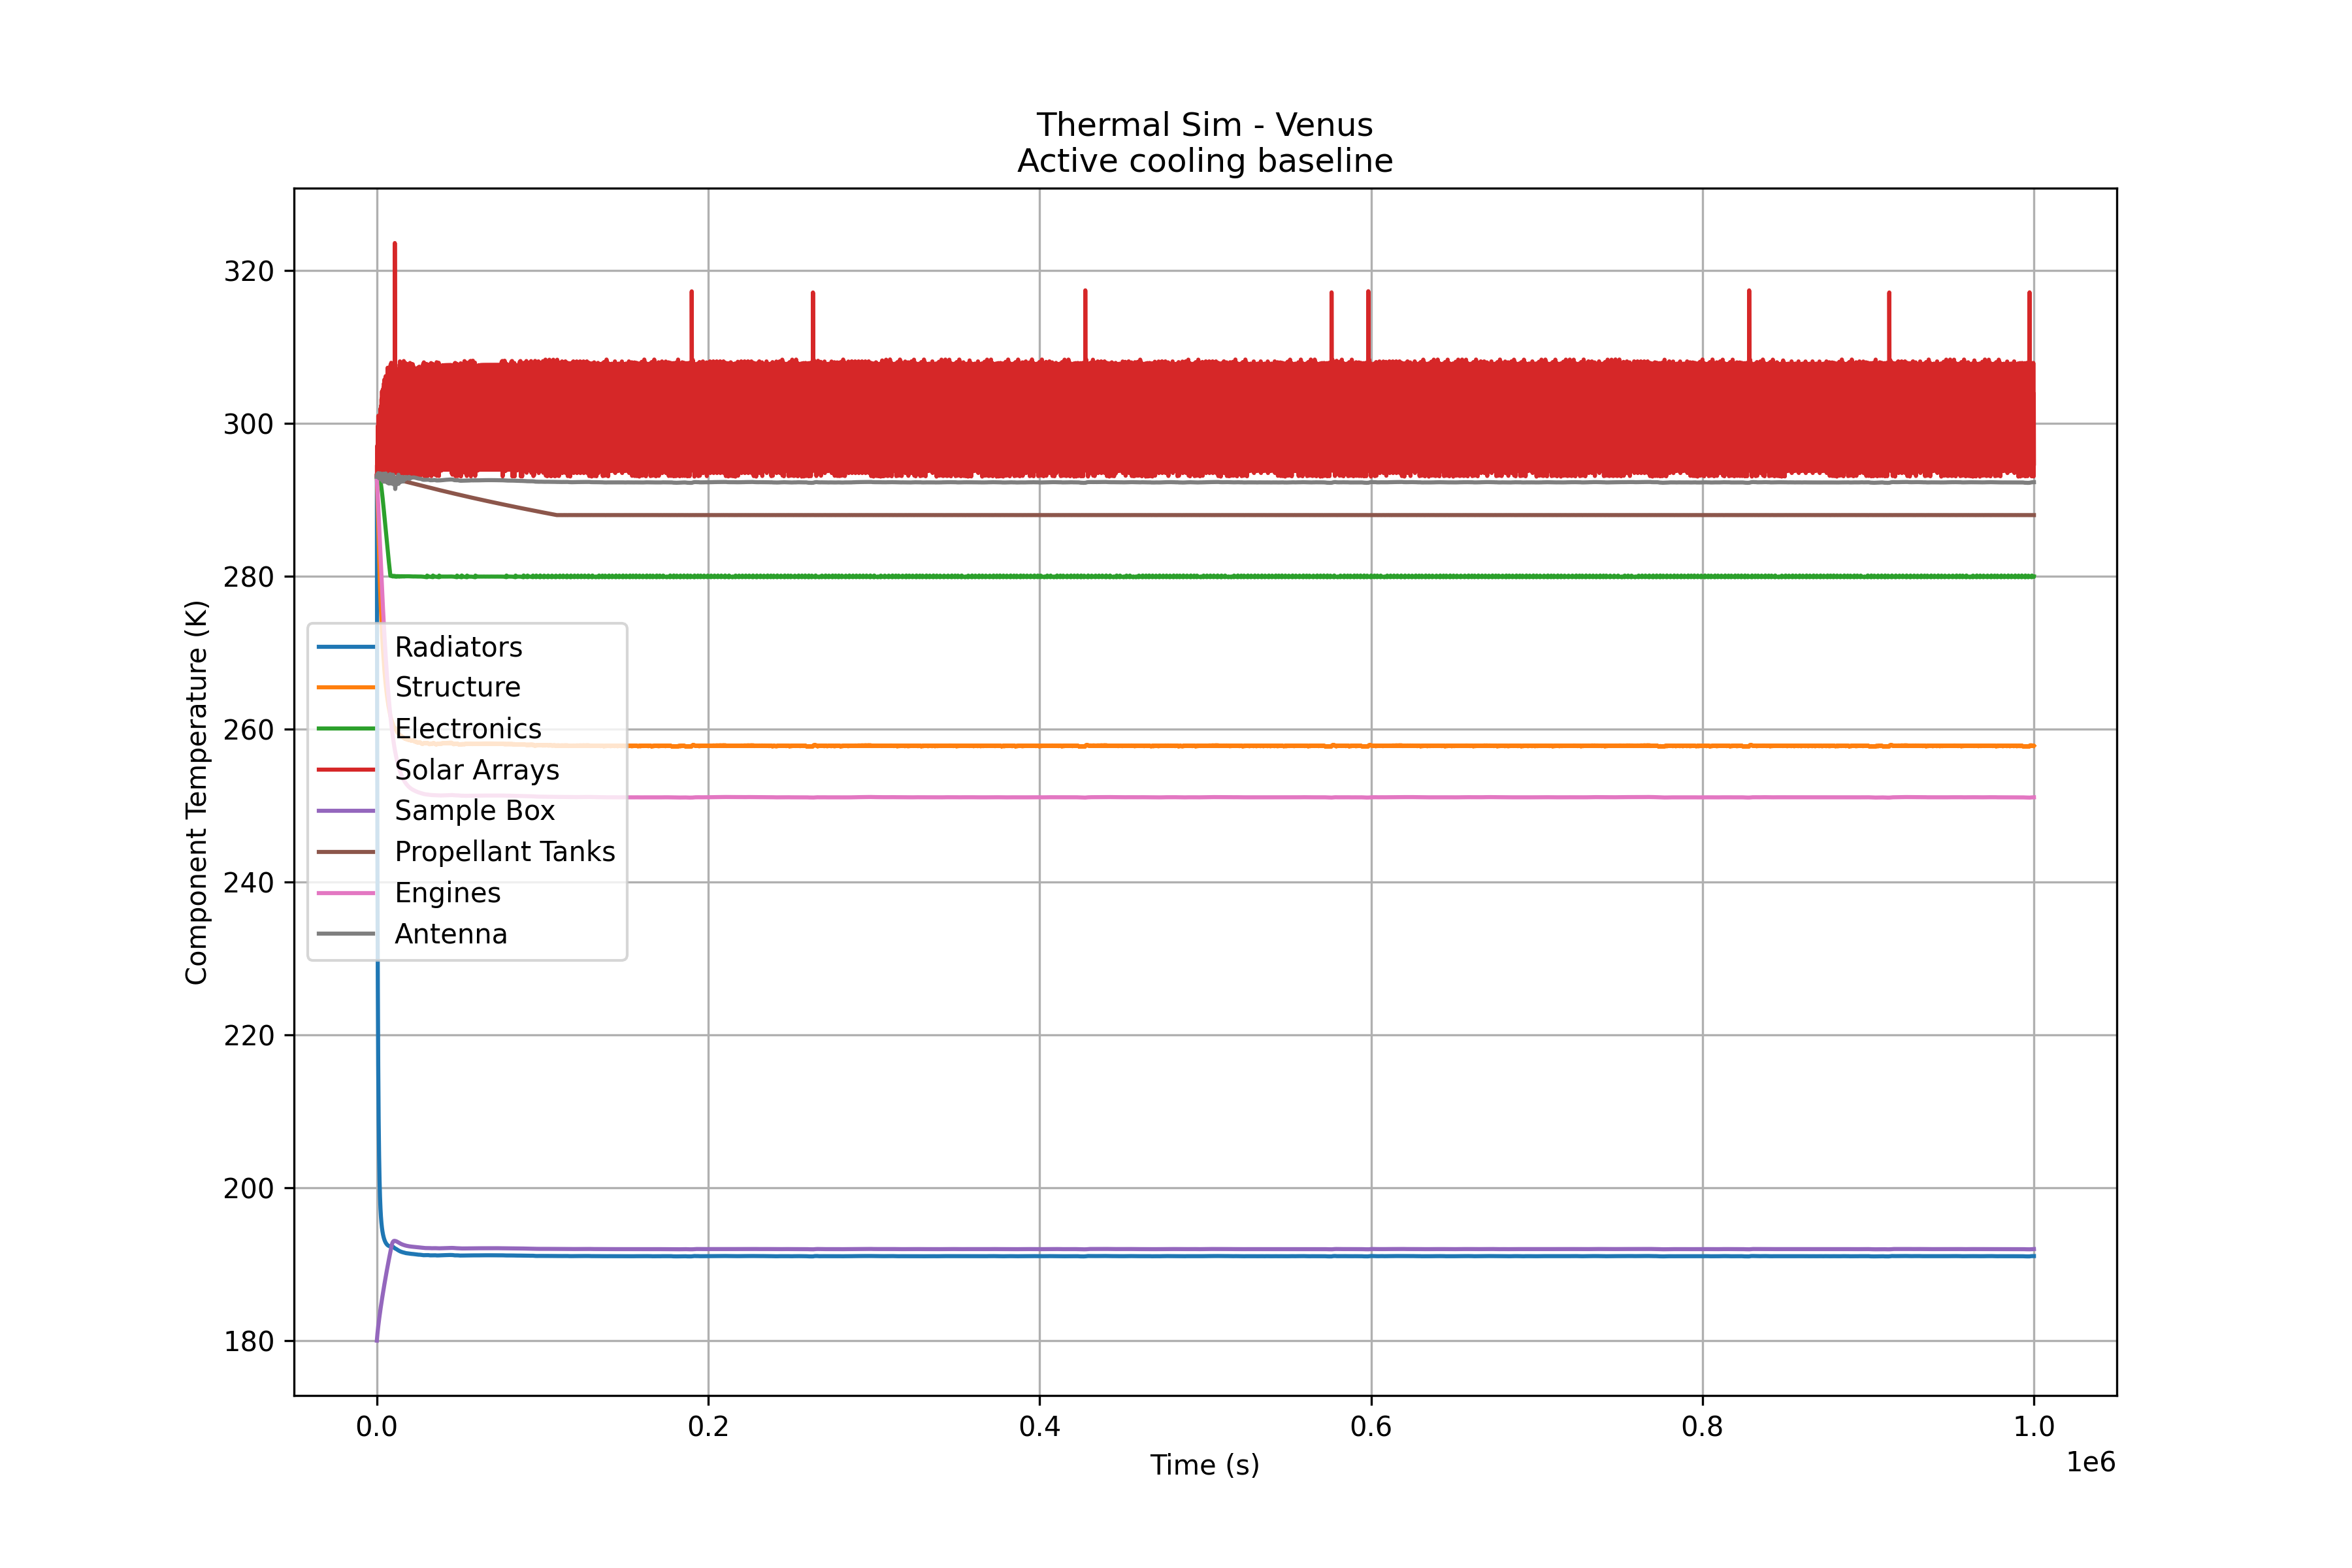 Thermal Sim - Venus
Active cooling baseline
Component Temperature (K)
320
300
280
260
240
220
200
180
Radiators
Structure
Electronics
Solar Arrays
Sample Box
Propellant Tanks
Engines
Antenna
0.0 0.2 0.4 0.6 0.8 1.0
Time (s)
1e6